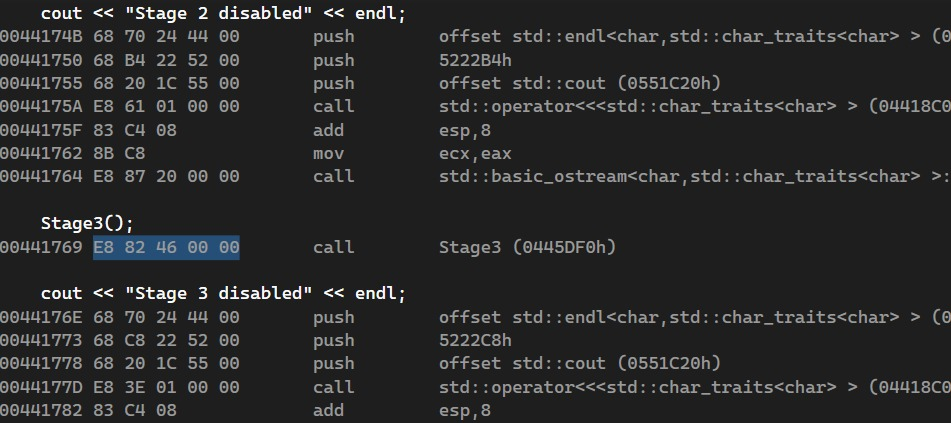 cout << "Stage 2 disabled" << endl;
0044174B 68 70 24 44 00 push offset std::endl<char,std::char_traits<char> > (0
00441750 68 B4 22 52 00 push 5222B4h
00441755 68 20 1C 55 00 push offset std::cout (0551C20h)
0044175A E8 61 01 00 00 call std::operator<<<std::char_traits<char> > (04418C0
0044175F 83 C4 08 add esp,8
00441762 8B C8 mov ecx,eax
00441764 E8 87 20 00 00 call std::basic_ostream<char,std::char_traits<char> >:
Stage3();
00441769 E8 82 46 00 00 call Stage3 (0445DF0h)
cout << "Stage 3 disabled" << endl;
0044176E 68 70 24 44 00 push offset std::endl<char,std::char_traits<char> > (0
00441773 68 C8 22 52 00 push 5222C8h
00441778 68 20 1C 55 00 push offset std::cout (0551C20h)
0044177D E8 3E 01 00 00 call std::operator<<<std::char_traits<char> > (04418C0
00441782 83 C4 08 add esp,8